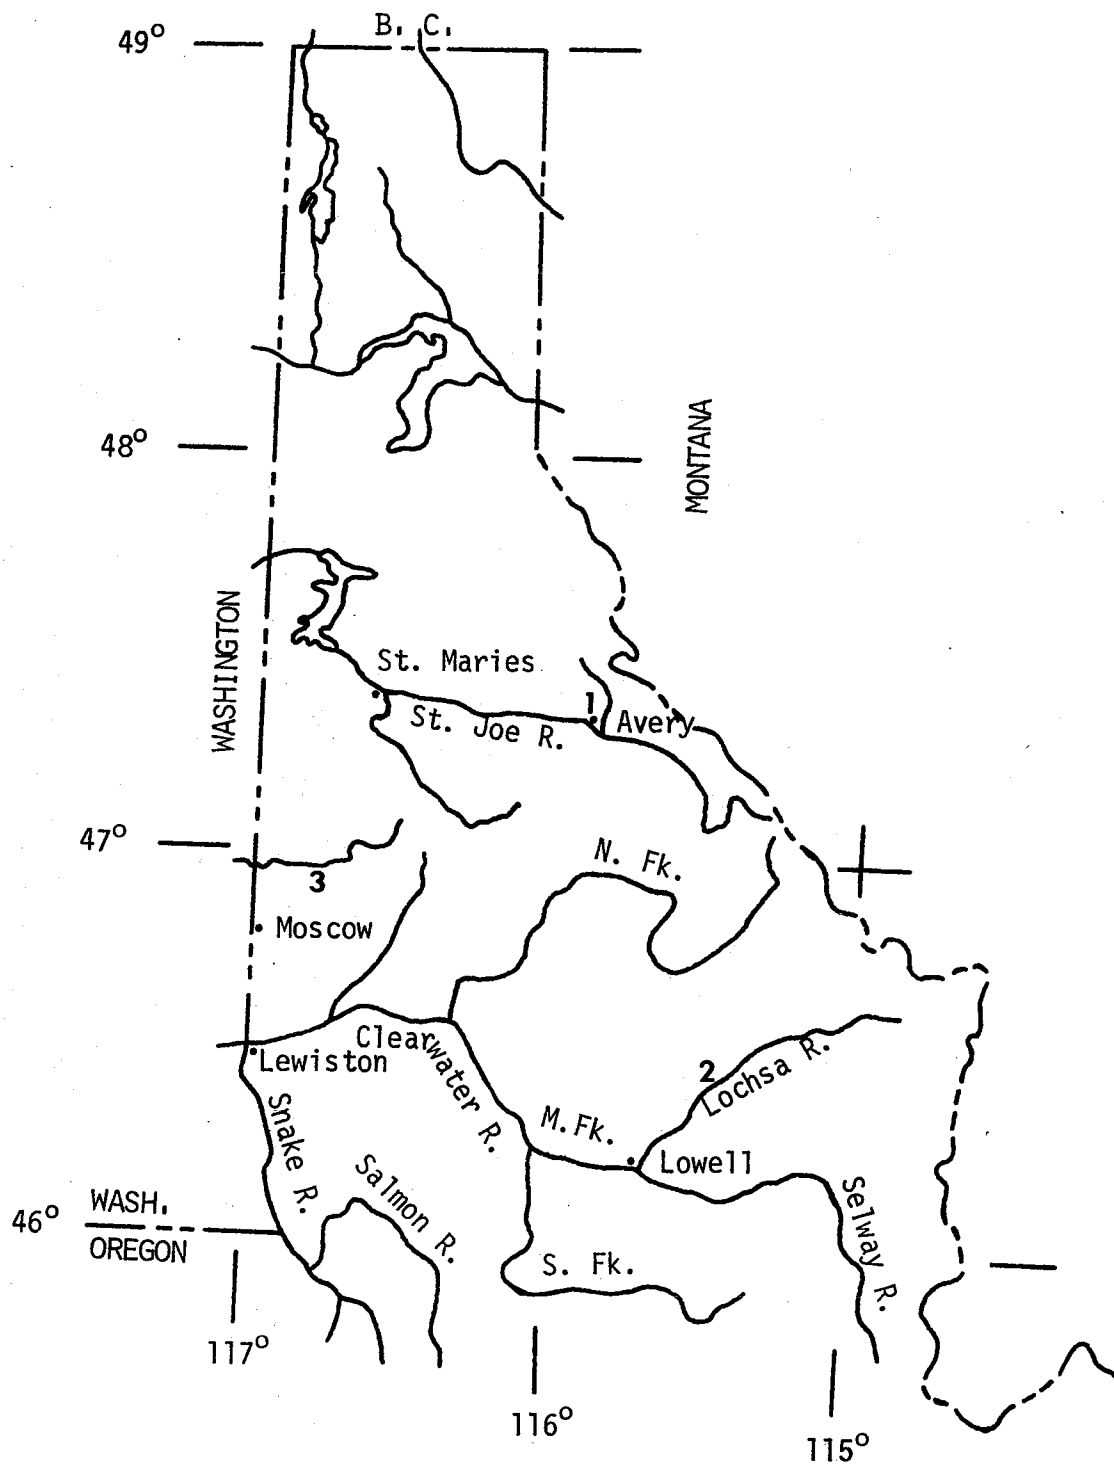 B. C.
49°
48°
MONTANA
WASHINGTON
St. Maries
1
Avery
St. Joe R.
47°
N. Fk.
3
Moscow
Clearwater R.
Lewiston
2
Lochsa R.
Snake R.
M. Fk.
Lowell
Salmon R.
Selway R.
WASH.
46°
OREGON
S. Fk.
117°
116°
115°